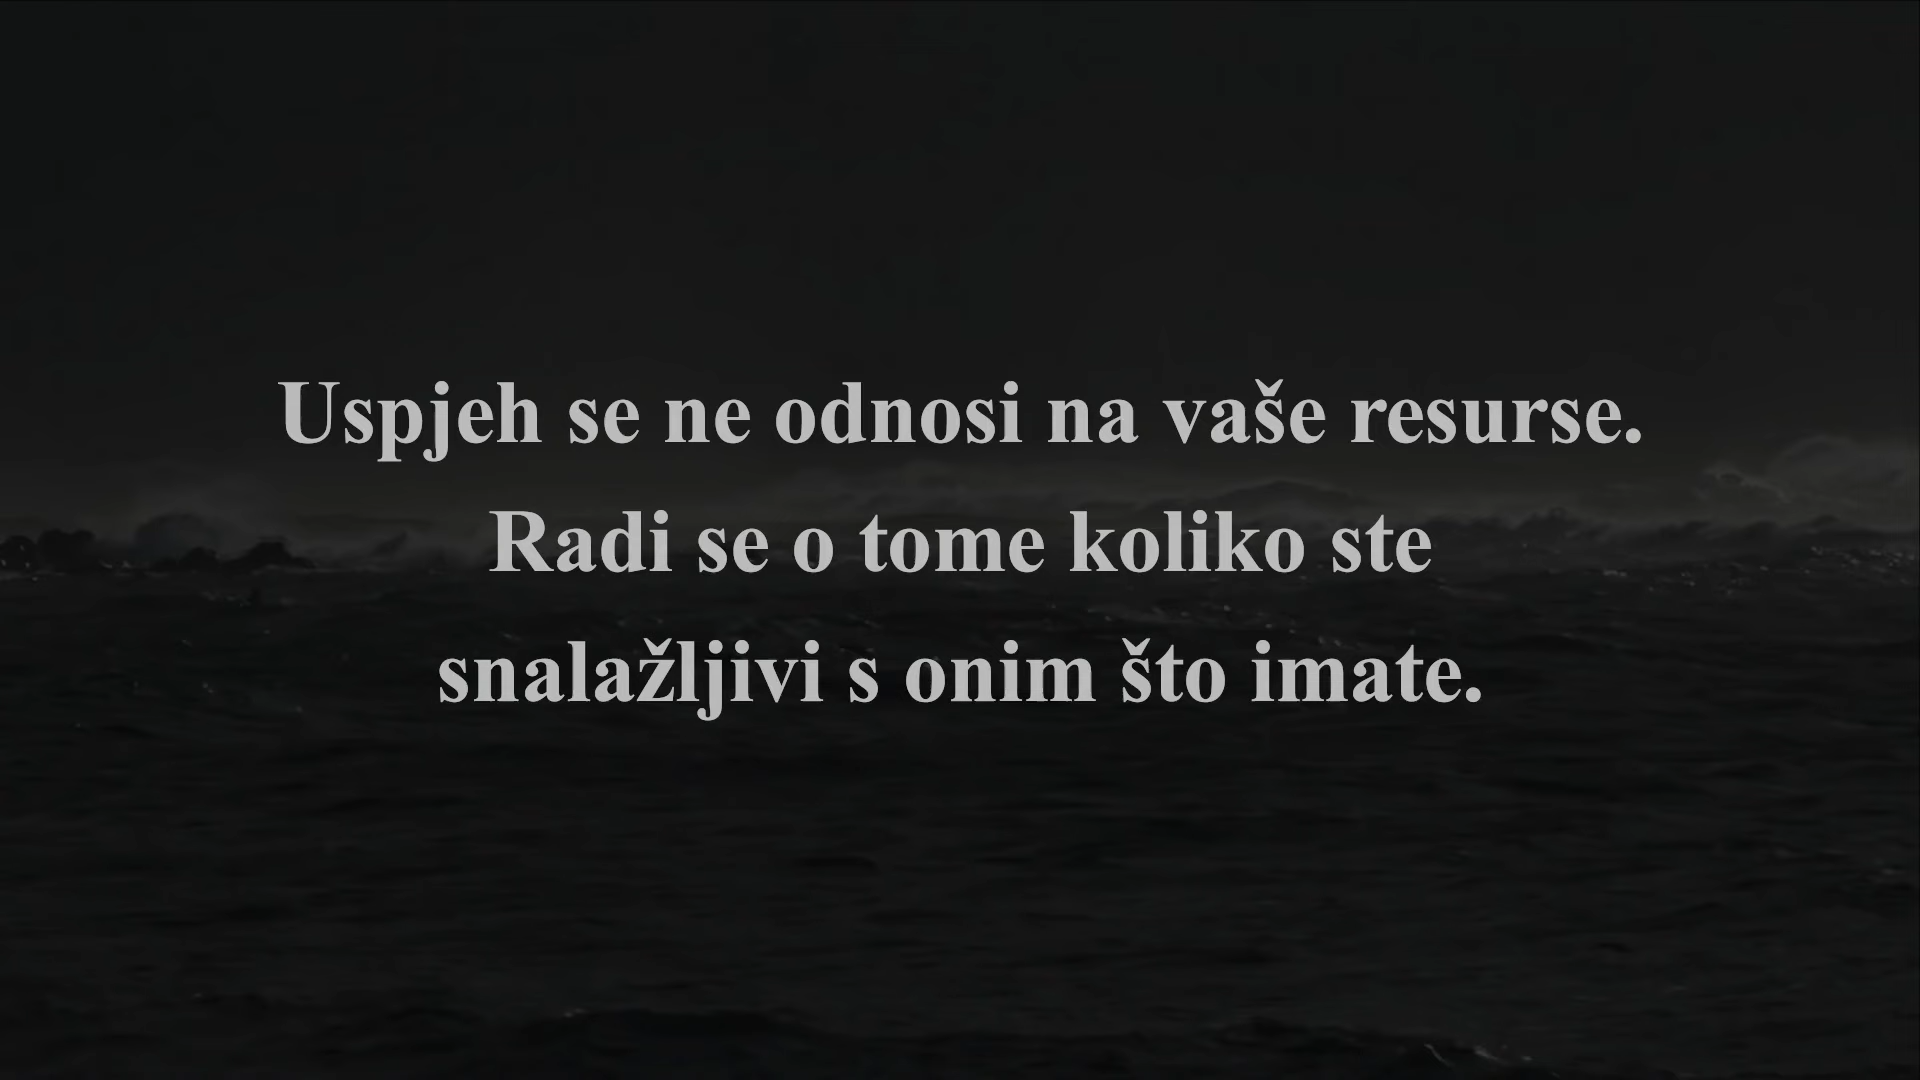 Uspjeh se ne odnosi na vaše resurse.
Radi se o tome koliko ste
snalažljivi s onim što imate.